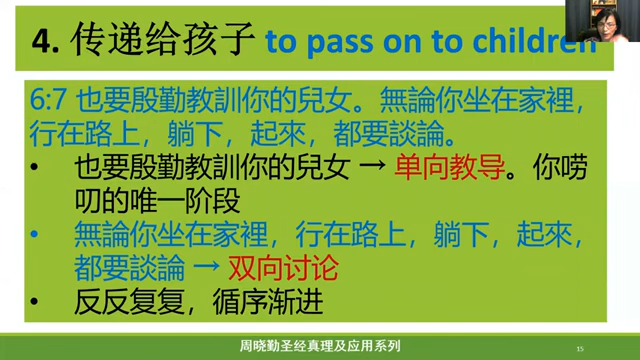 4. 传递给孩子 to pass on to children
6:7 也要殷勤教訓你的兒女。無論你坐在家裡，
行在路上，躺下，起來，都要談論。
• 也要殷勤教訓你的兒女 → 单向教导。你唠
叨的唯一阶段
• 無論你坐在家裡，行在路上，躺下，起來，
都要談論 → 双向讨论
• 反反复复，循序渐进
周晓勤圣经真理及应用系列
15